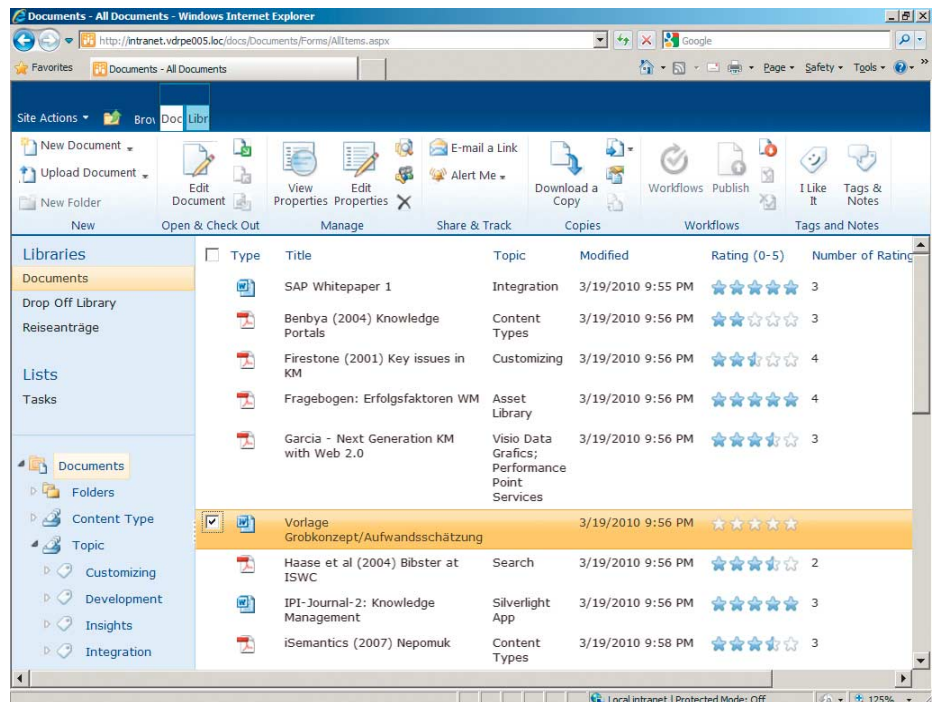 Documents - All Documents - Windows Internet Explorer
http://intranet.vdrpe005.loc/docs/Documents/Forms/AllItems.aspx
Google
Favorites
Documents - All Documents
Page
Safety
Tools
Site Actions
Brov
Doc
Libr
New Document
Upload Document
New Folder
New
Edit
Document
Open & Check Out
View
Properties
Edit
Properties
Manage
E-mail a Link
Alert Me
Share & Track
Download a
Copy
Copies
Workflows
Publish
Workflows
I Like
It
Tags &
Notes
Tags and Notes
Libraries
Documents
Drop Off Library
Reiseanträge
Lists
Tasks
Documents
Folders
Content Type
Topic
Customizing
Development
Insights
Integration
Type Title Topic Modified Rating (0-5) Number of Rating
SAP Whitepaper 1 Integration 3/19/2010 9:55 PM 3
Benbya (2004) Knowledge Content 3/19/2010 9:56 PM 3
Portals Types
Firestone (2001) Key issues in Customizing 3/19/2010 9:56 PM 4
KM
Fragebogen: Erfolgsfaktoren WM Asset 3/19/2010 9:56 PM 4
Library
Garcia - Next Generation KM Visio Data 3/19/2010 9:56 PM 3
with Web 2.0 Grafics;
Performance
Point
Services
Vorlage 3/19/2010 9:56 PM
Grobkonzept/Aufwandsschätzung
Haase et al (2004) Bibster at Search 3/19/2010 9:56 PM 2
ISWC
IPI-Journal-2: Knowledge Silverlight 3/19/2010 9:56 PM 3
Management App
iSemantics (2007) Nepomuk Content 3/19/2010 9:58 PM 3
Types
Local intranet | Protected Mode: Off
125%